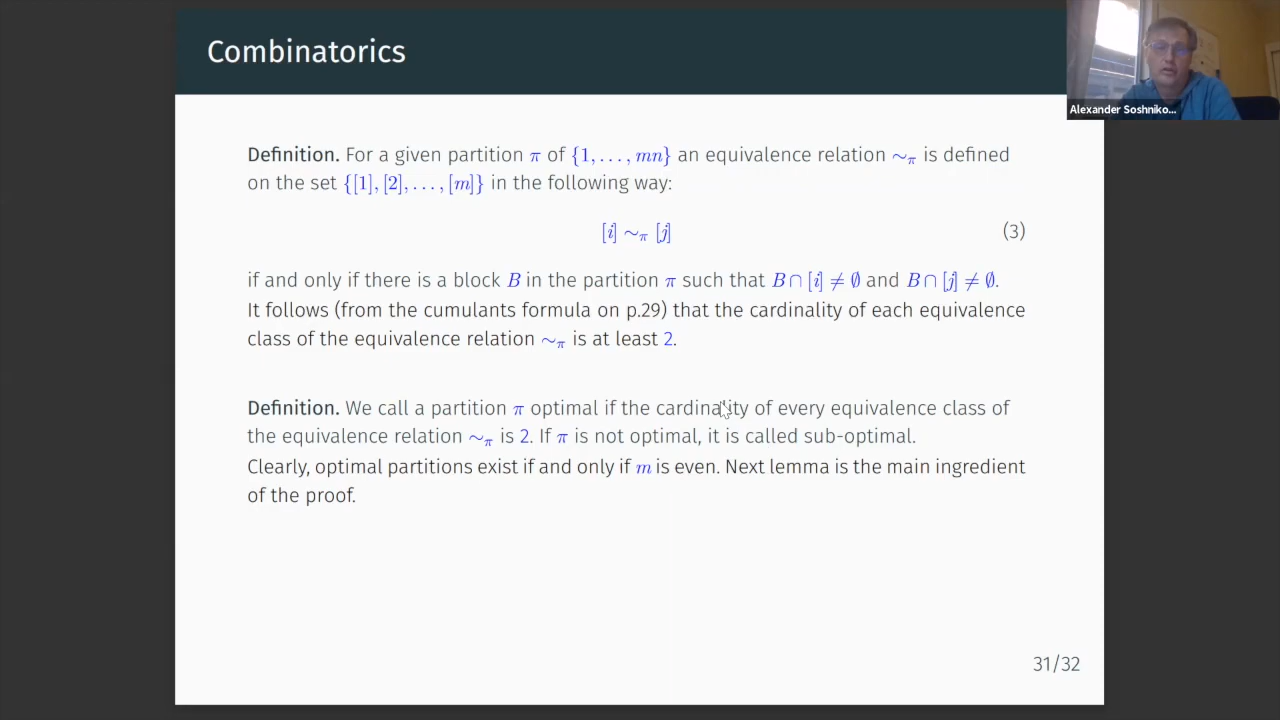 Combinatorics
Alexander Soshniko...
Definition. For a given partition π of {1, . . . , mn} an equivalence relation ∼π is defined
on the set {[1], [2], . . . , [m]} in the following way:
[i] ∼π [j] (3)
if and only if there is a block B in the partition π such that B ∩ [i] ≠ ∅ and B ∩ [j] ≠ ∅.
It follows (from the cumulants formula on p.29) that the cardinality of each equivalence
class of the equivalence relation ∼π is at least 2.
Definition. We call a partition π optimal if the cardinality of every equivalence class of
the equivalence relation ∼π is 2. If π is not optimal, it is called sub-optimal.
Clearly, optimal partitions exist if and only if m is even. Next lemma is the main ingredient
of the proof.
31/32